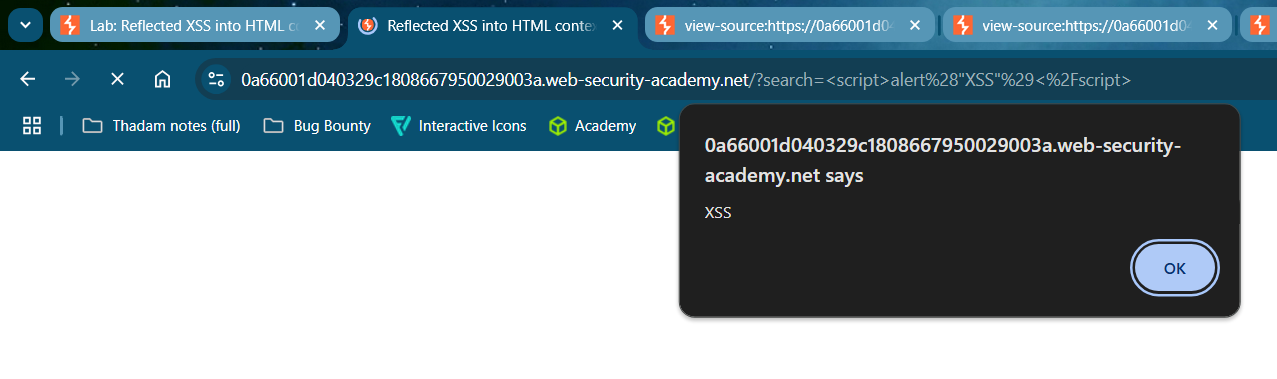 Lab: Reflected XSS into HTML co
Reflected XSS into HTML contex
view-source:https://0a66001d04
view-source:https://0a66001d04
0a66001d040329c1808667950029003a.web-security-academy.net/?search=<script>alert%28"XSS"%29<%2Fscript>
Thadam notes (full) Bug Bounty Interactive Icons Academy
0a66001d040329c1808667950029003a.web-security-
academy.net says
XSS
OK